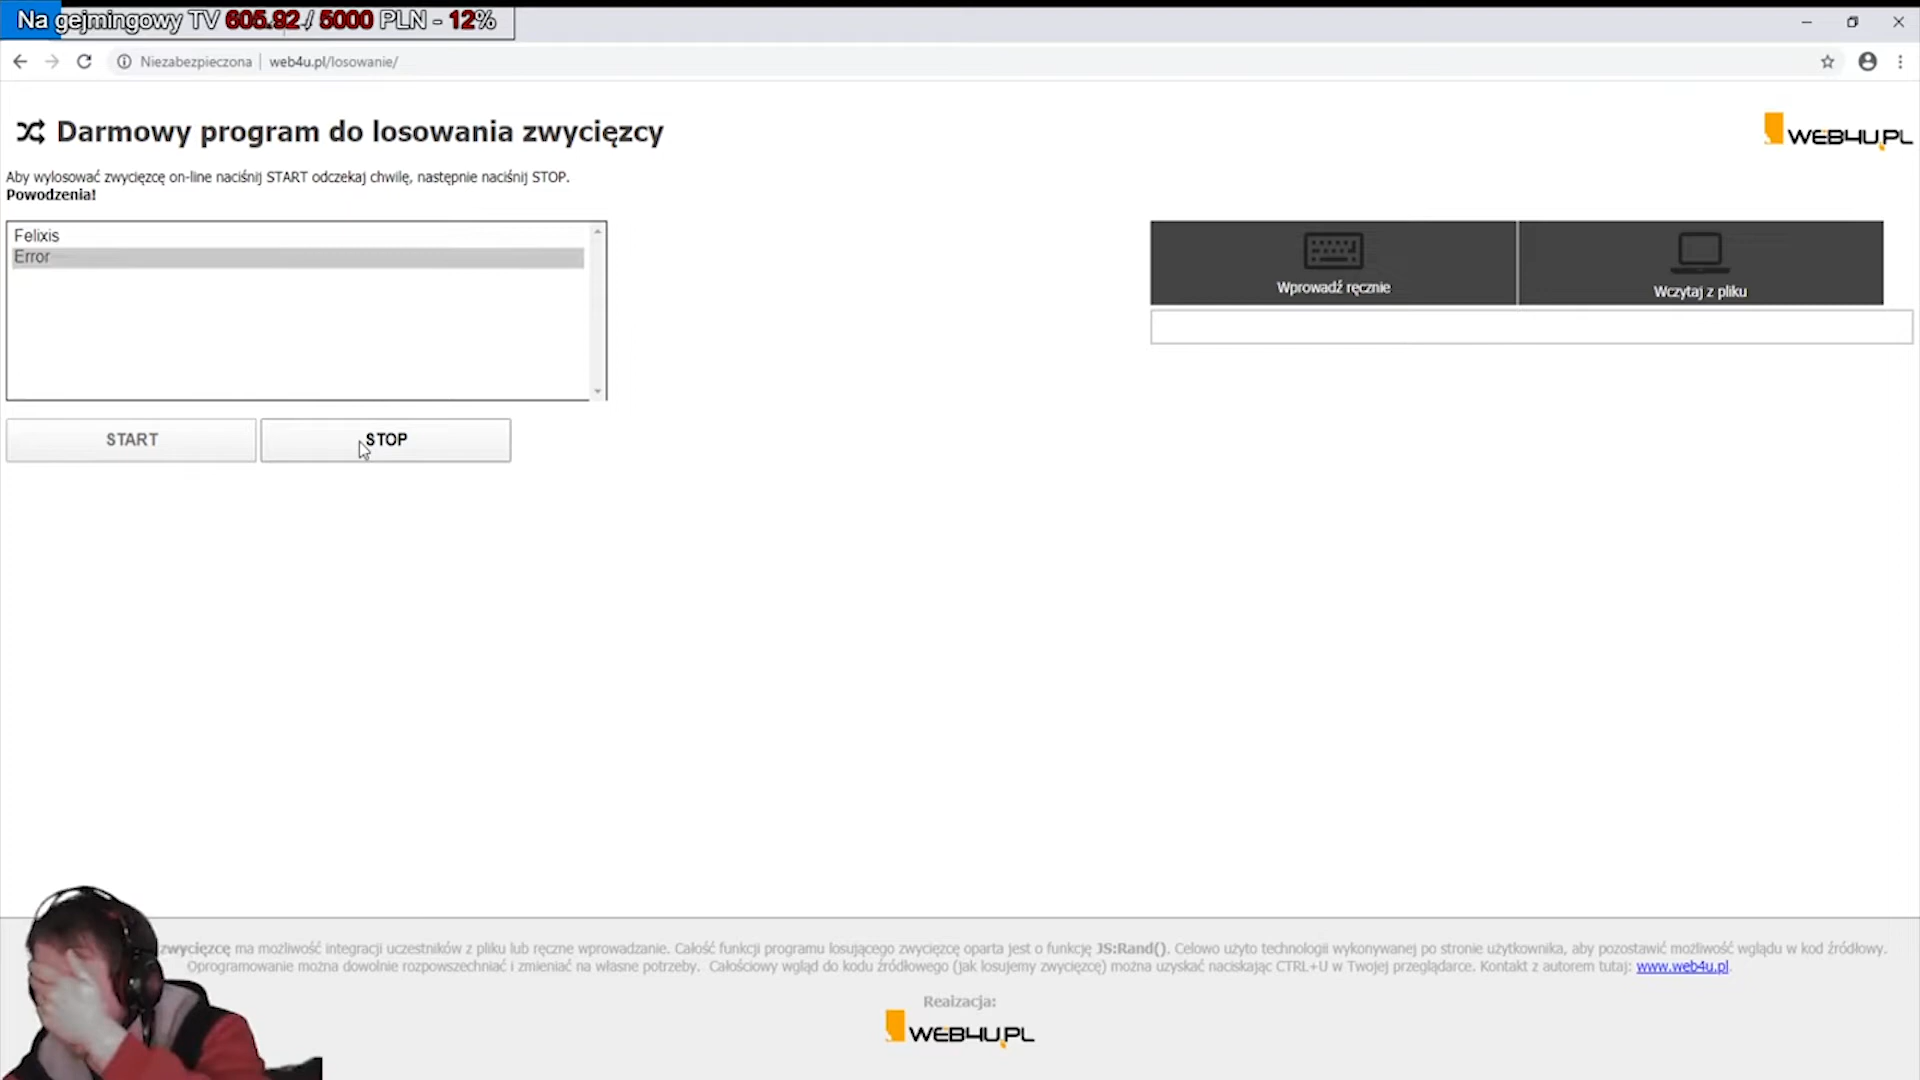 Na gejmingowy TV 605.92 / 5000 PLN - 12%
Niezabezpieczona | web4u.pl/losowanie/
Darmowy program do losowania zwycięzcy
WEB4U.PL
Aby wylosować zwycięzcę on-line naciśnij START odczekaj chwilę, następnie naciśnij STOP.
Powodzenia!
Felixis
Error
Wprowadź ręcznie
Wczytaj z pliku
START
STOP
zwycięzcę ma możliwość integracji uczestników z pliku lub ręczne wprowadzanie. Całość funkcji programu losującego zwycięzcę oparta jest o funkcję JS:Rand(). Celowo użyto technologii wykonywanej po stronie użytkownika, aby pozostawić możliwość wglądu w kod źródłowy.
Oprogramowanie można dowolnie rozpowszechniać i zmieniać na własne potrzeby. Całościowy wgląd do kodu źródłowego (jak losujemy zwycięzcę) można uzyskać naciskając CTRL+U w Twojej przeglądarce. Kontakt z autorem tutaj: www.web4u.pl.
Reaizacja:
WEB4U.PL